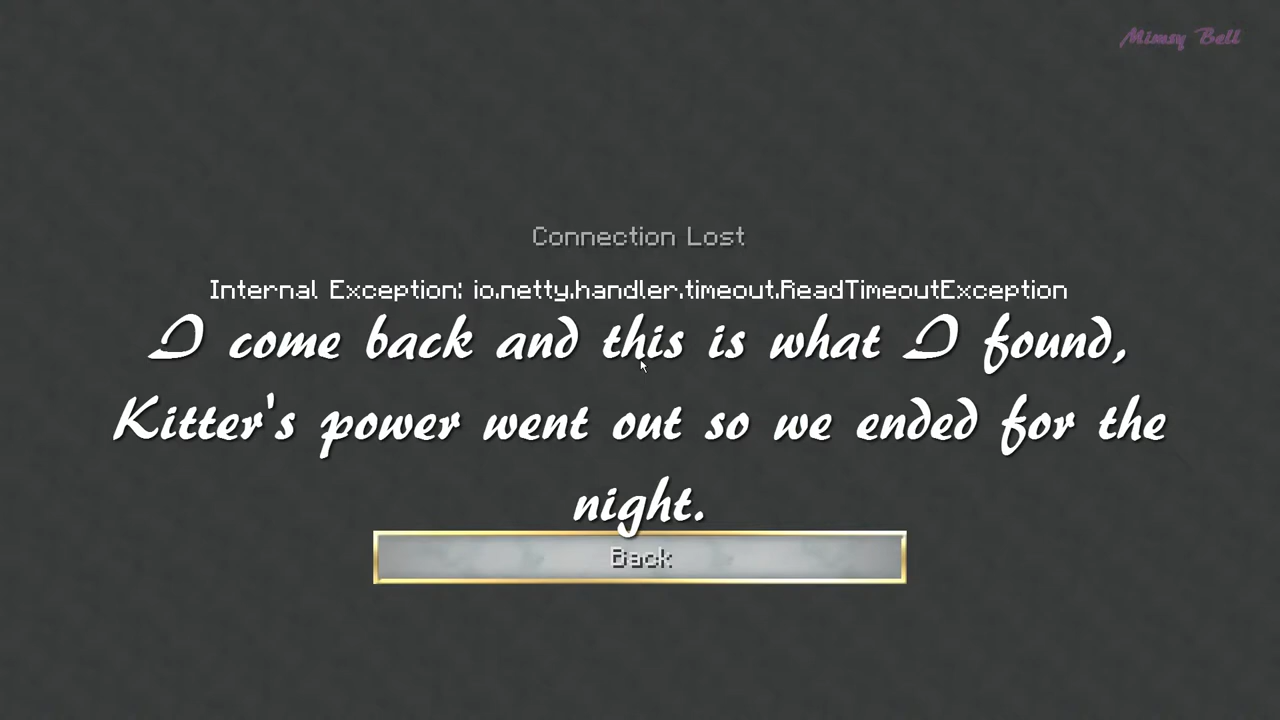 Mimsy Bell
Connection Lost
Internal Exception: io.netty.handler.timeout.ReadTimeoutException
I come back and this is what I found,
Kitter's power went out so we ended for the
night.
Back